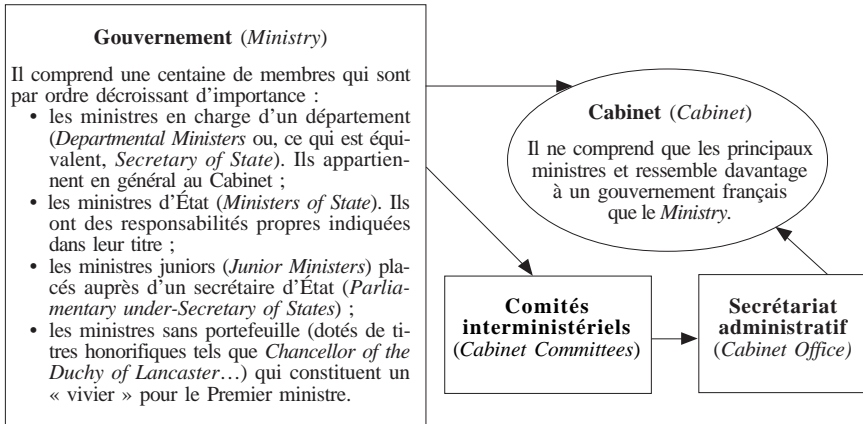 Gouvernement (Ministry)
Il comprend une centaine de membres qui sont
par ordre décroissant d'importance :
• les ministres en charge d'un département
(Departmental Ministers ou, ce qui est équi-
valent, Secretary of State). Ils appartien-
nent en général au Cabinet ;
• les ministres d'État (Ministers of State). Ils
ont des responsabilités propres indiquées
dans leur titre ;
• les ministres juniors (Junior Ministers) pla-
cés auprès d'un secrétaire d'État (Parlia-
mentary under-Secretary of States) ;
• les ministres sans portefeuille (dotés de ti-
tres honorifiques tels que Chancellor of the
Duchy of Lancaster…) qui constituent un
« vivier » pour le Premier ministre.
Cabinet (Cabinet)
Il ne comprend que les principaux
ministres et ressemble davantage
à un gouvernement français
que le Ministry.
Comités
interministériels
(Cabinet Committees)
Secrétariat
administratif
(Cabinet Office)